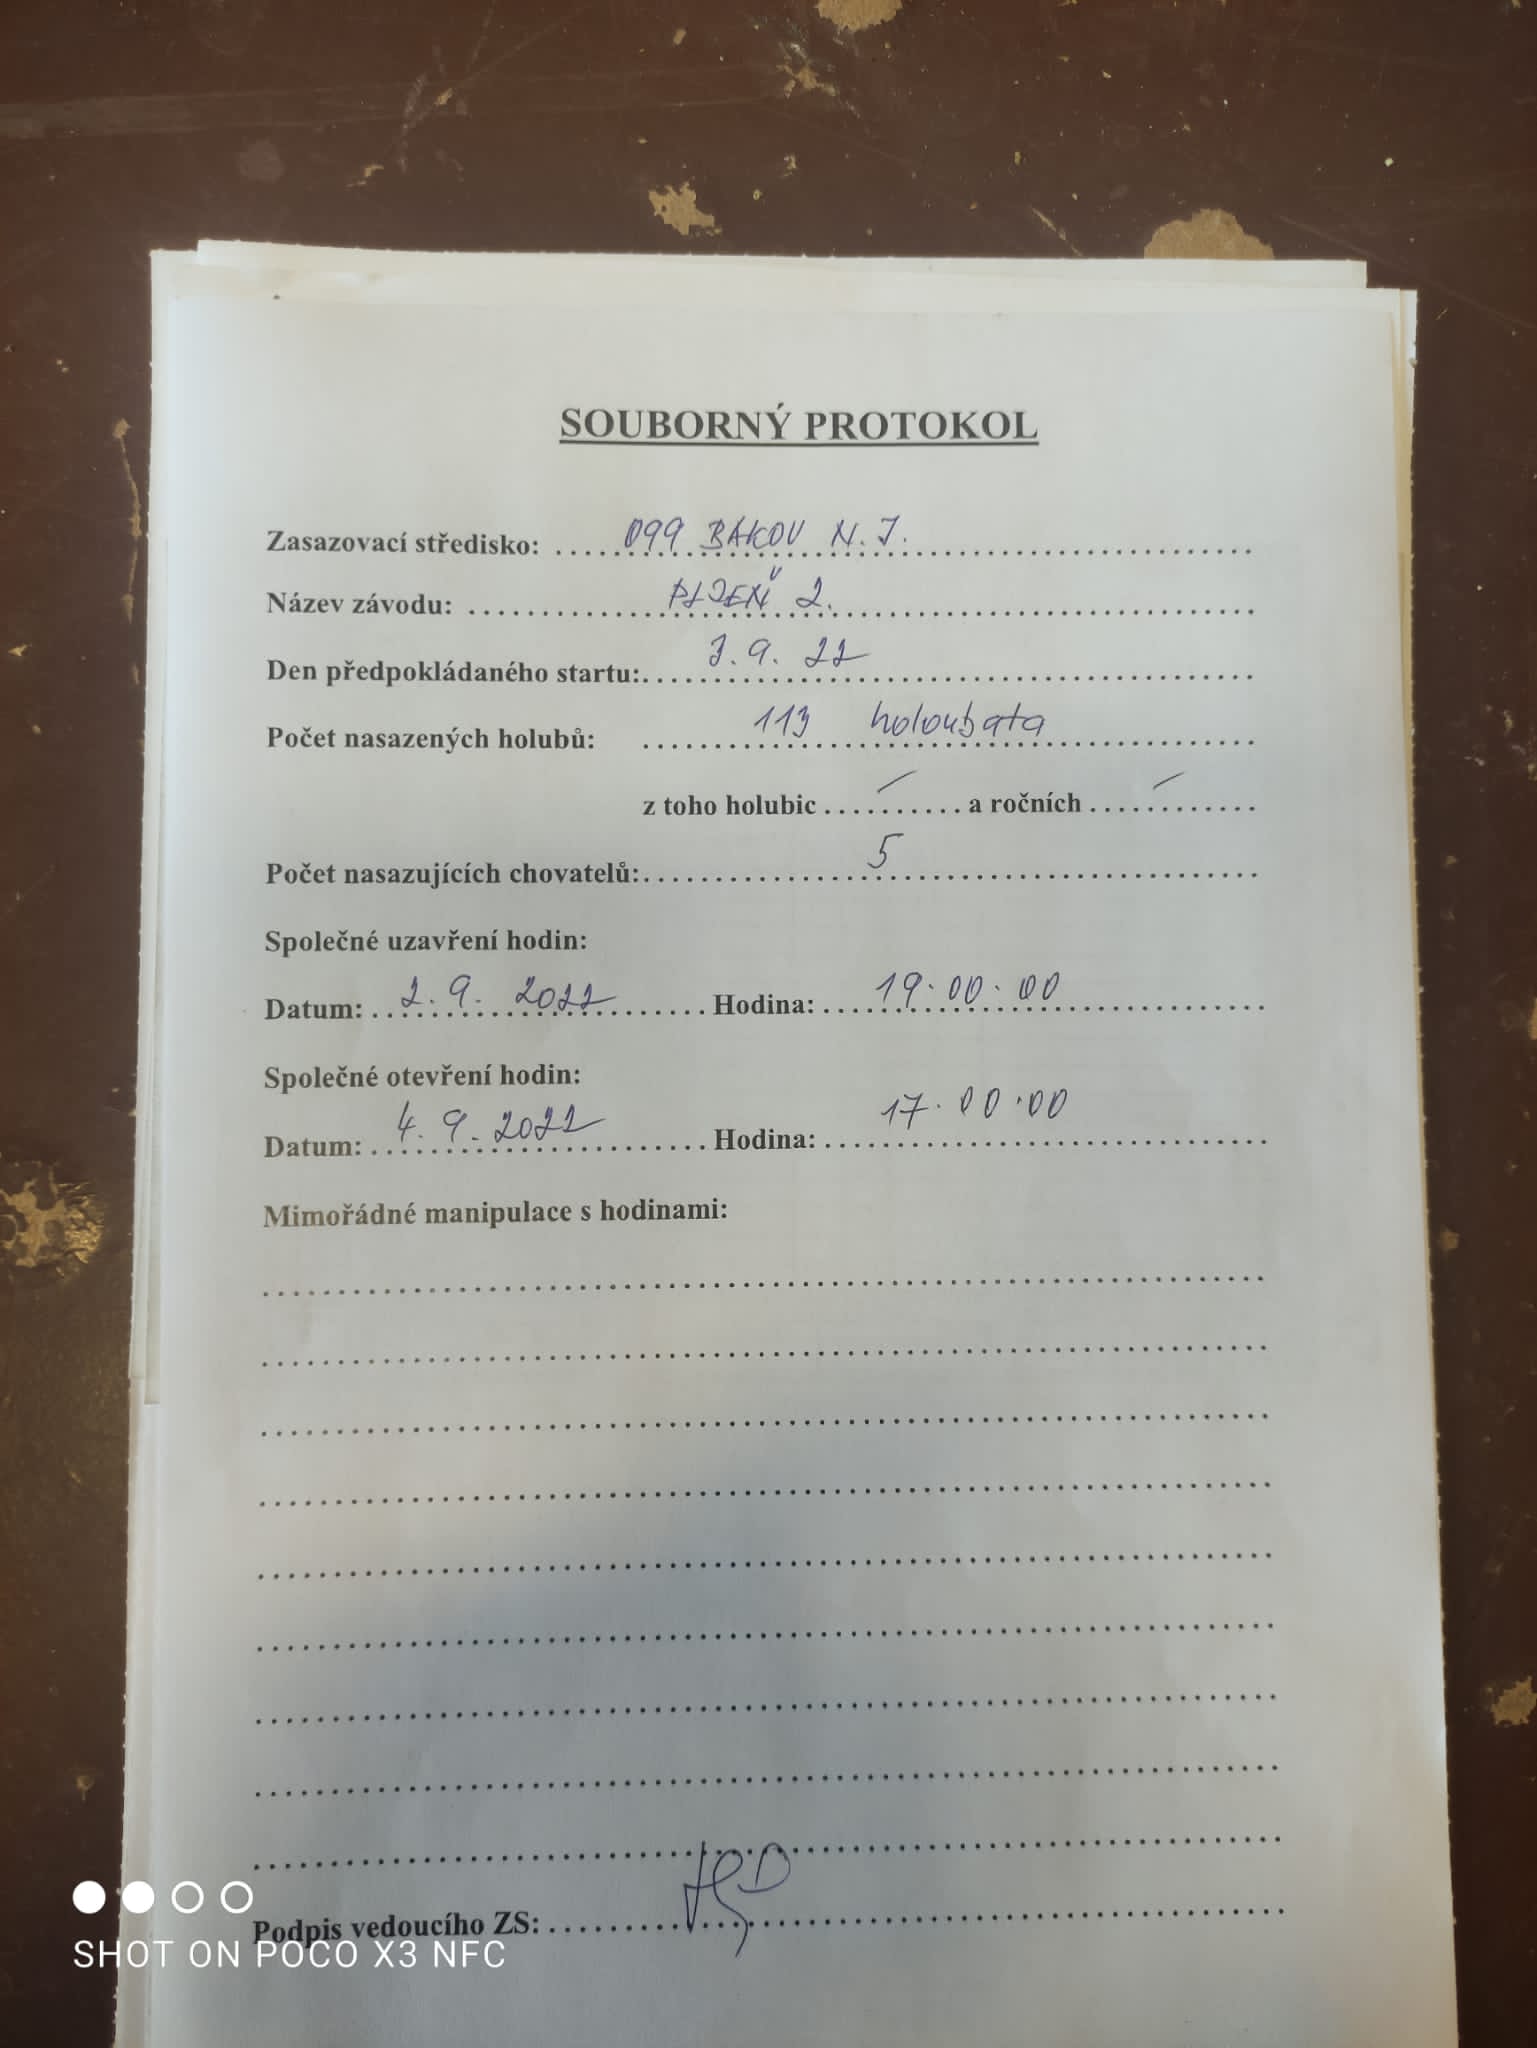 SOUBORNÝ PROTOKOL
Zasazovací středisko: 099 BAKOV N. J.
Název závodu: PLZEŇ 2.
Den předpokládaného startu: 3. 9. 22
Počet nasazených holubů: 113 holoubata
z toho holubic / a ročních /
Počet nasazujících chovatelů: 5
Společné uzavření hodin:
Datum: 2. 9. 2022 Hodina: 19:00:00
Společné otevření hodin:
Datum: 4. 9. 2022 Hodina: 17:00:00
Mimořádné manipulace s hodinami:
Podpis vedoucího ZS:
SHOT ON POCO X3 NFC